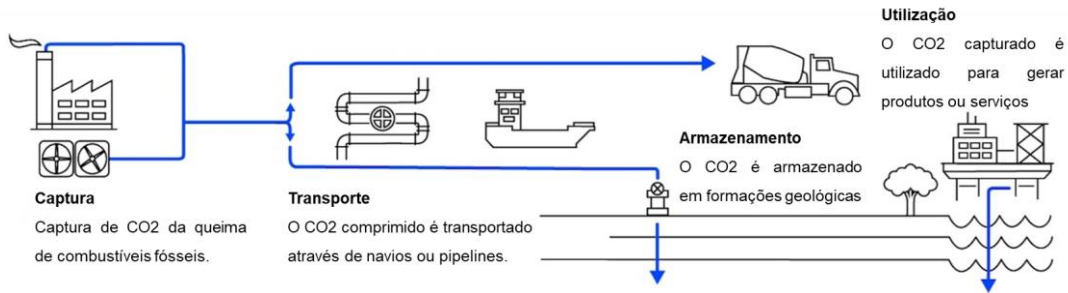 Captura
Captura de CO2 da queima
de combustíveis fósseis.
Transporte
O CO2 comprimido é transportado
através de navios ou pipelines.
Armazenamento
O CO2 é armazenado
em formações geológicas
Utilização
O CO2 capturado é
utilizado para gerar
produtos ou serviços